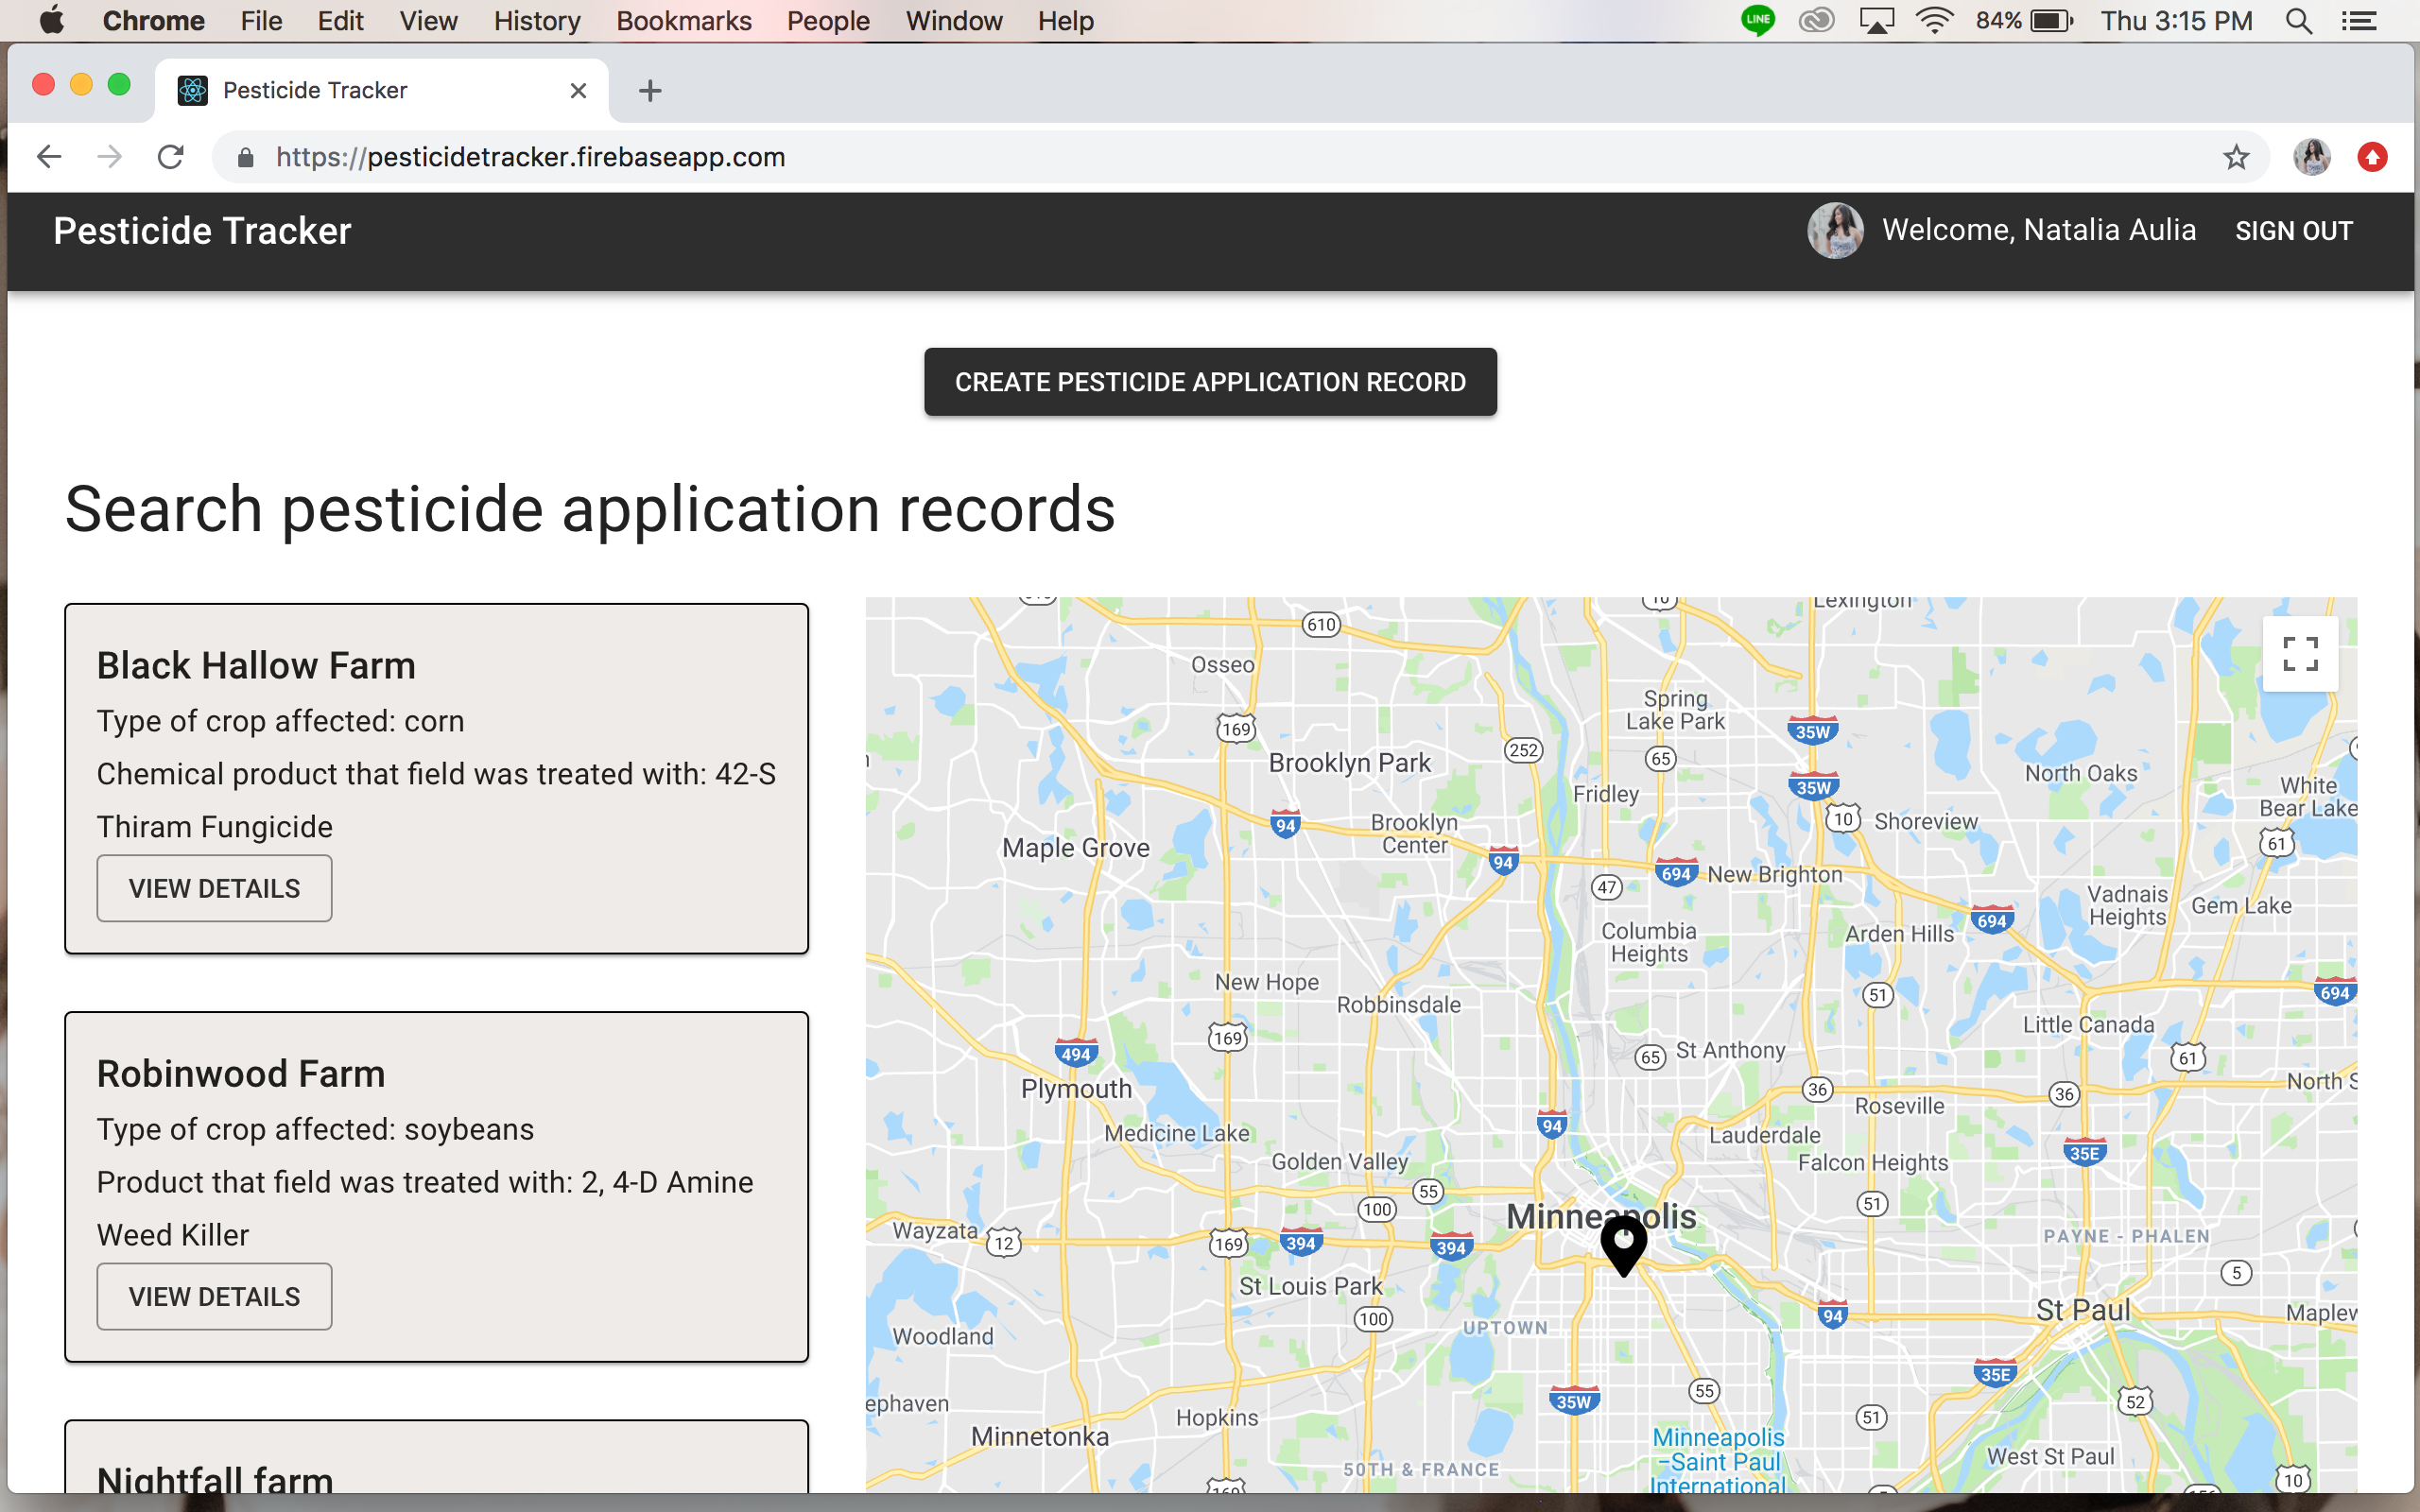 Chrome File Edit View History Bookmarks People Window Help LINE 84% Thu 3:15 PM
Pesticide Tracker
https://pesticidetracker.firebaseapp.com
Pesticide Tracker Welcome, Natalia Aulia SIGN OUT
CREATE PESTICIDE APPLICATION RECORD
Search pesticide application records
Black Hallow Farm
Type of crop affected: corn
Chemical product that field was treated with: 42-S
Thiram Fungicide
VIEW DETAILS
Robinwood Farm
Type of crop affected: soybeans
Product that field was treated with: 2, 4-D Amine
Weed Killer
VIEW DETAILS
Nightfall farm
10 Lexington
610
Osseo
Spring
Lake Park
169
35W
252
65
Brooklyn Park
North Oaks
35W
White
Bear Lake
Fridley
94
Brooklyn
Center
10
Shoreview
61
Maple Grove
94
694
New Brighton
47
Vadnais
Heights
Gem Lake
694
Columbia
Heights
Arden Hills
New Hope
Robbinsdale
51
694
Little Canada
169
494
65
St Anthony
61
Plymouth
36
36
North S
Roseville
94
Medicine Lake
Lauderdale
35E
Golden Valley
Falcon Heights
55
100
51
Minneapolis
Wayzata
12
169
394
394
PAYNE - PHALEN
5
St Louis Park
100
94
St Paul
Maplew
UPTOWN
Woodland
35E
55
35W
52
ephaven
Hopkins
51
Minnetonka
Minneapolis
-Saint Paul
International
West St Paul
50TH & FRANCE
10
169